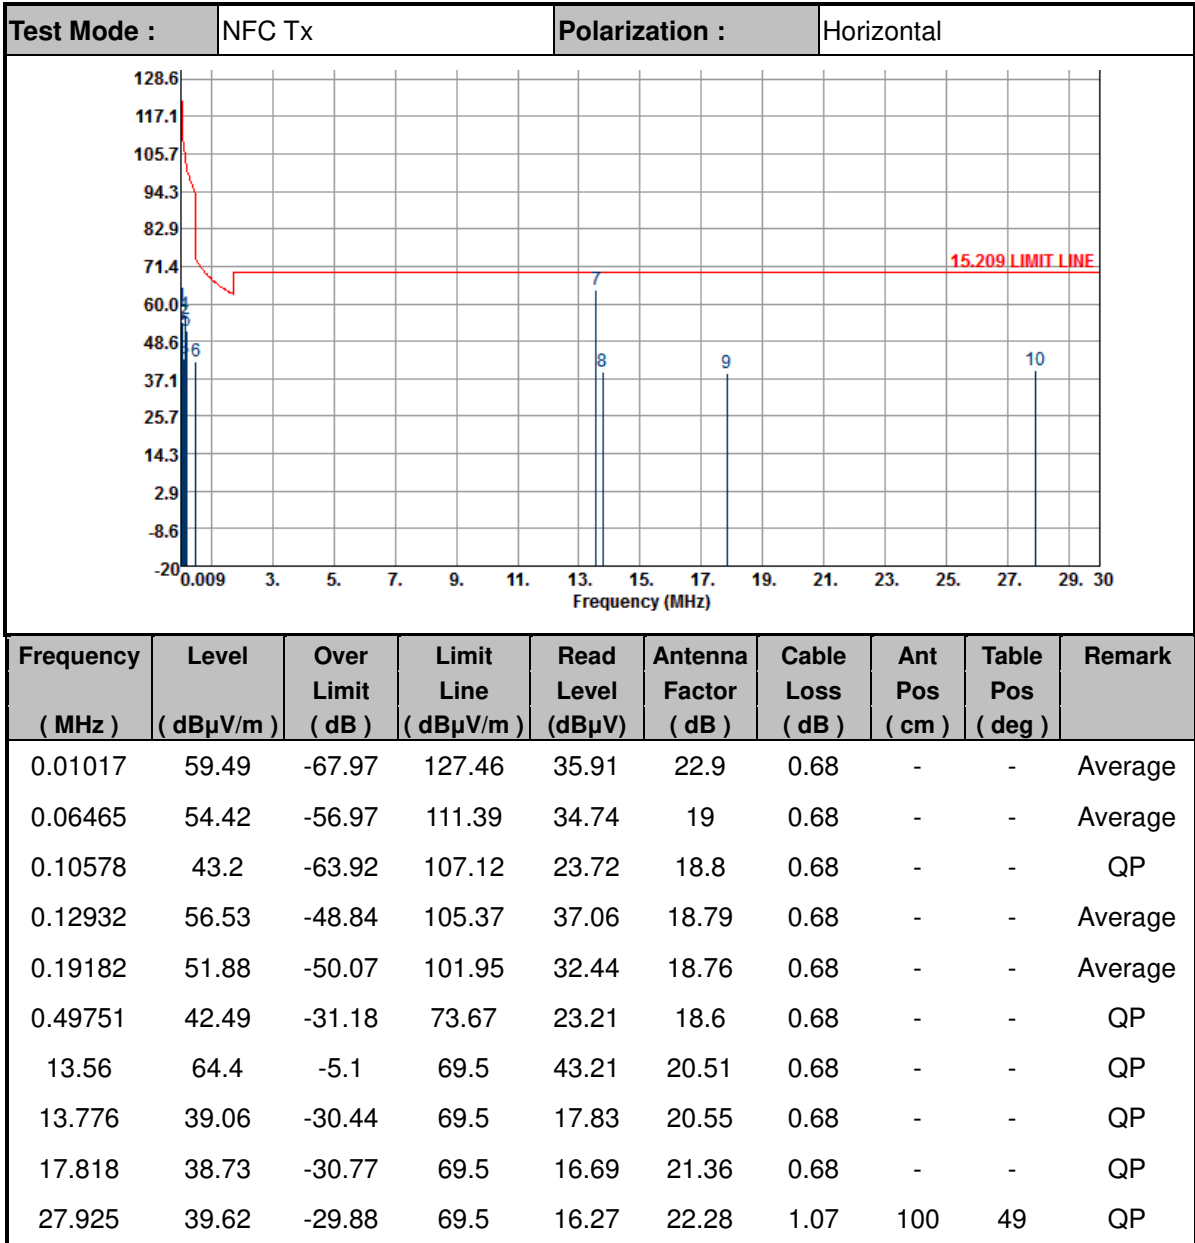 Test Mode : NFC Tx Polarization : Horizontal
128.6
117.1
105.7
94.3
82.9
71.4
60.0
48.6
37.1
25.7
14.3
2.9
-8.6
-20
15.209 LIMIT LINE
7
5
6
8
9
10
0.009 3. 5. 7. 9. 11. 13. 15. 17. 19. 21. 23. 25. 27. 29. 30
Frequency (MHz)
Frequency Level Over Limit Read Antenna Cable Ant Table Remark
Limit Line Level Factor Loss Pos Pos
( MHz ) ( dBµV/m ) ( dB ) ( dBµV/m ) (dBµV) ( dB ) ( dB ) ( cm ) ( deg )
0.01017 59.49 -67.97 127.46 35.91 22.9 0.68 - - Average
0.06465 54.42 -56.97 111.39 34.74 19 0.68 - - Average
0.10578 43.2 -63.92 107.12 23.72 18.8 0.68 - - QP
0.12932 56.53 -48.84 105.37 37.06 18.79 0.68 - - Average
0.19182 51.88 -50.07 101.95 32.44 18.76 0.68 - - Average
0.49751 42.49 -31.18 73.67 23.21 18.6 0.68 - - QP
13.56 64.4 -5.1 69.5 43.21 20.51 0.68 - - QP
13.776 39.06 -30.44 69.5 17.83 20.55 0.68 - - QP
17.818 38.73 -30.77 69.5 16.69 21.36 0.68 - - QP
27.925 39.62 -29.88 69.5 16.27 22.28 1.07 100 49 QP